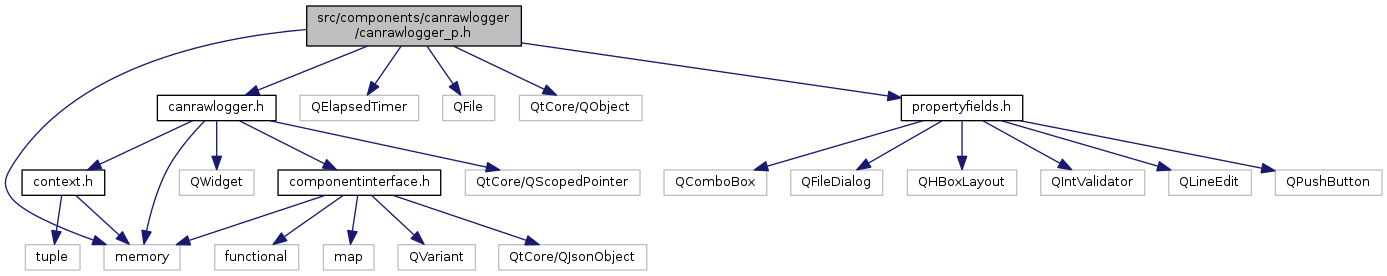 src/components/canrawlogger
/canrawlogger_p.h
canrawlogger.h
QElapsedTimer
QFile
QtCore/QObject
propertyfields.h
context.h
QWidget
componentinterface.h
QtCore/QScopedPointer
QComboBox
QFileDialog
QHBoxLayout
QIntValidator
QLineEdit
QPushButton
tuple
memory
functional
map
QVariant
QtCore/QJsonObject